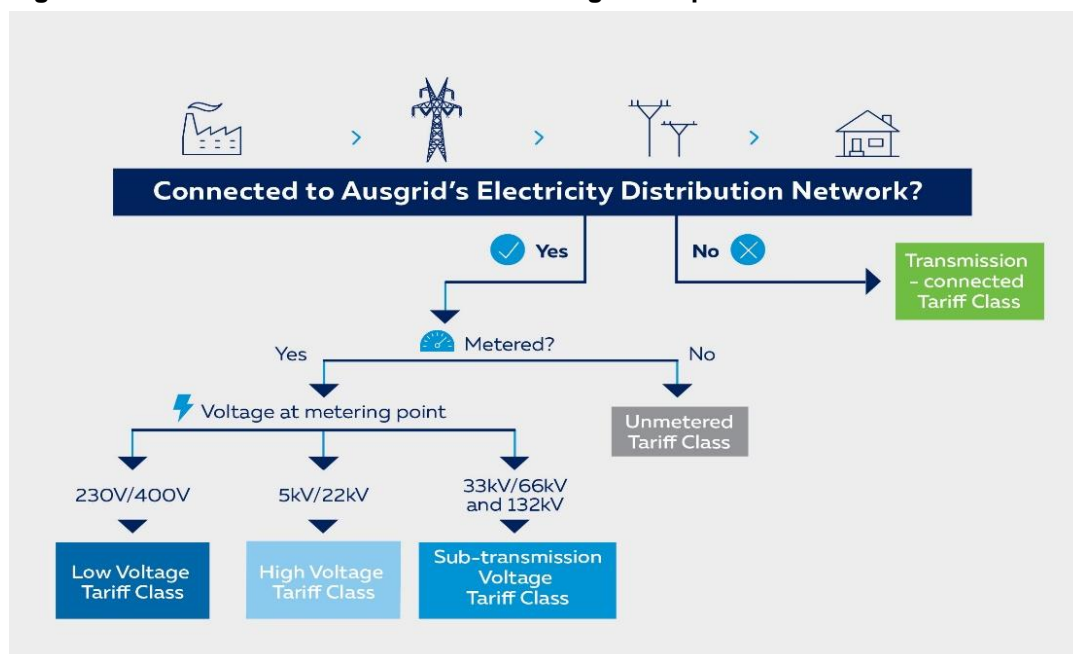 Connected to Ausgrid's Electricity Distribution Network?
Yes
No
Transmission
- connected
Tariff Class
Metered?
Yes
No
Voltage at metering point
Unmetered
Tariff Class
230V/400V
5kV/22kV
33kV/66kV
and 132kV
Low Voltage
Tariff Class
High Voltage
Tariff Class
Sub-transmission
Voltage
Tariff Class